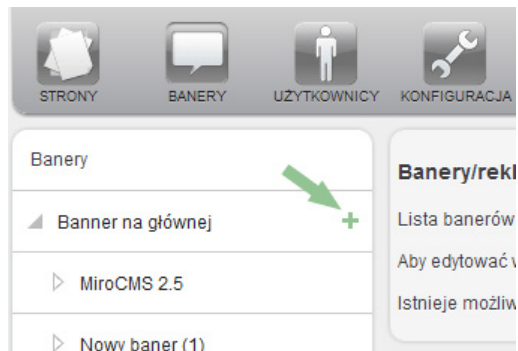 STRONY BANERY UŻYTKOWNICY KONFIGURACJA
Banery
Banery/rekl
Banner na głównej
Lista banerów
Aby edytować w
MiroCMS 2.5
Istnieje możliw
Nowy baner (1)